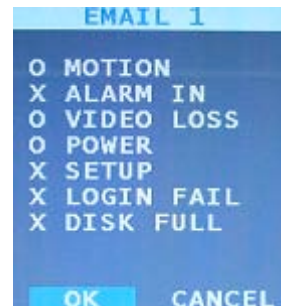 EMAIL 1
O MOTION
X ALARM IN
O VIDEO LOSS
O POWER
X SETUP
X LOGIN FAIL
X DISK FULL
OK CANCEL